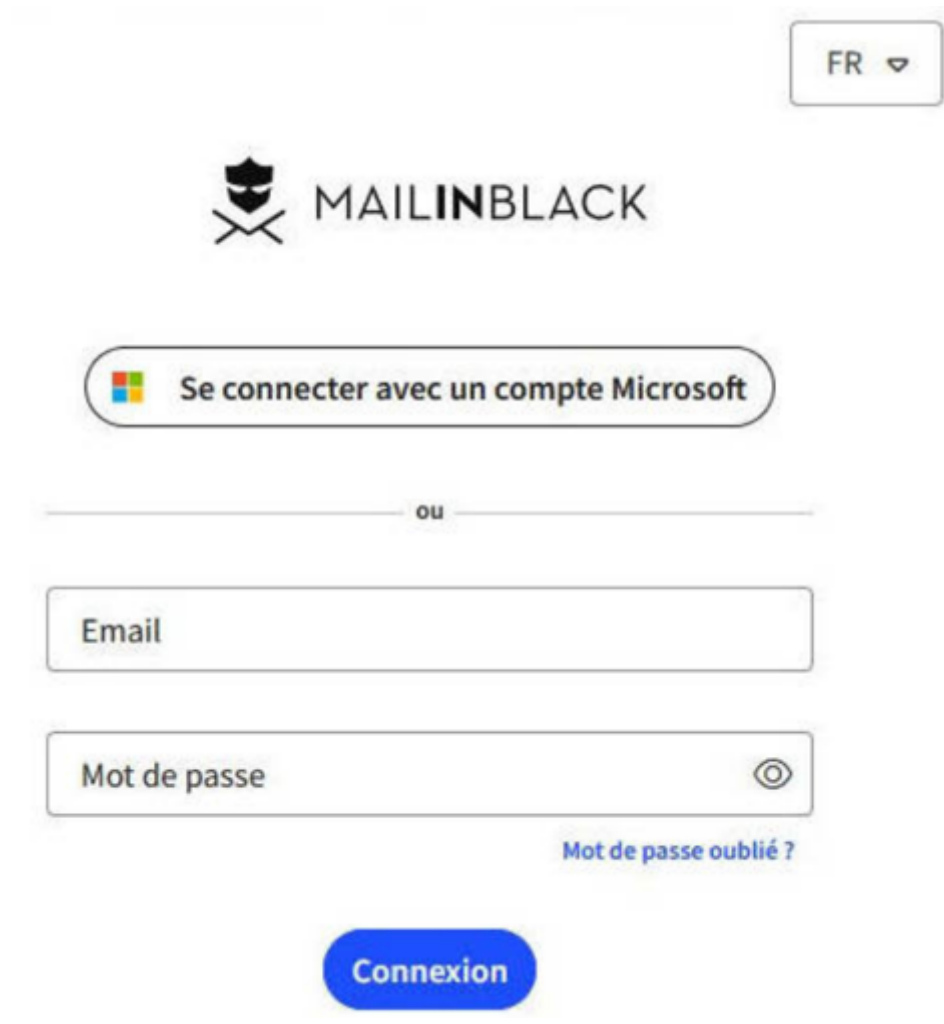 FR
MAILINBLACK
Se connecter avec un compte Microsoft
ou
Email
Mot de passe
Mot de passe oublié ?
Connexion